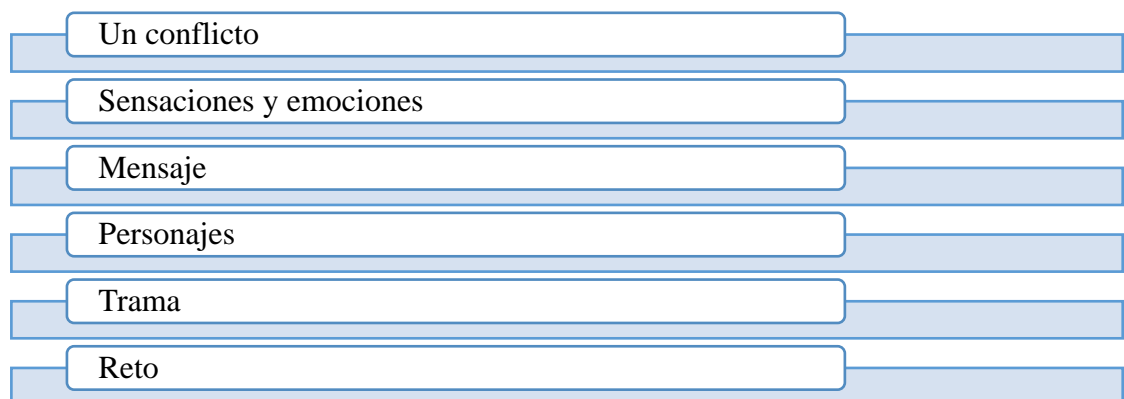 Un conflicto
Sensaciones y emociones
Mensaje
Personajes
Trama
Reto